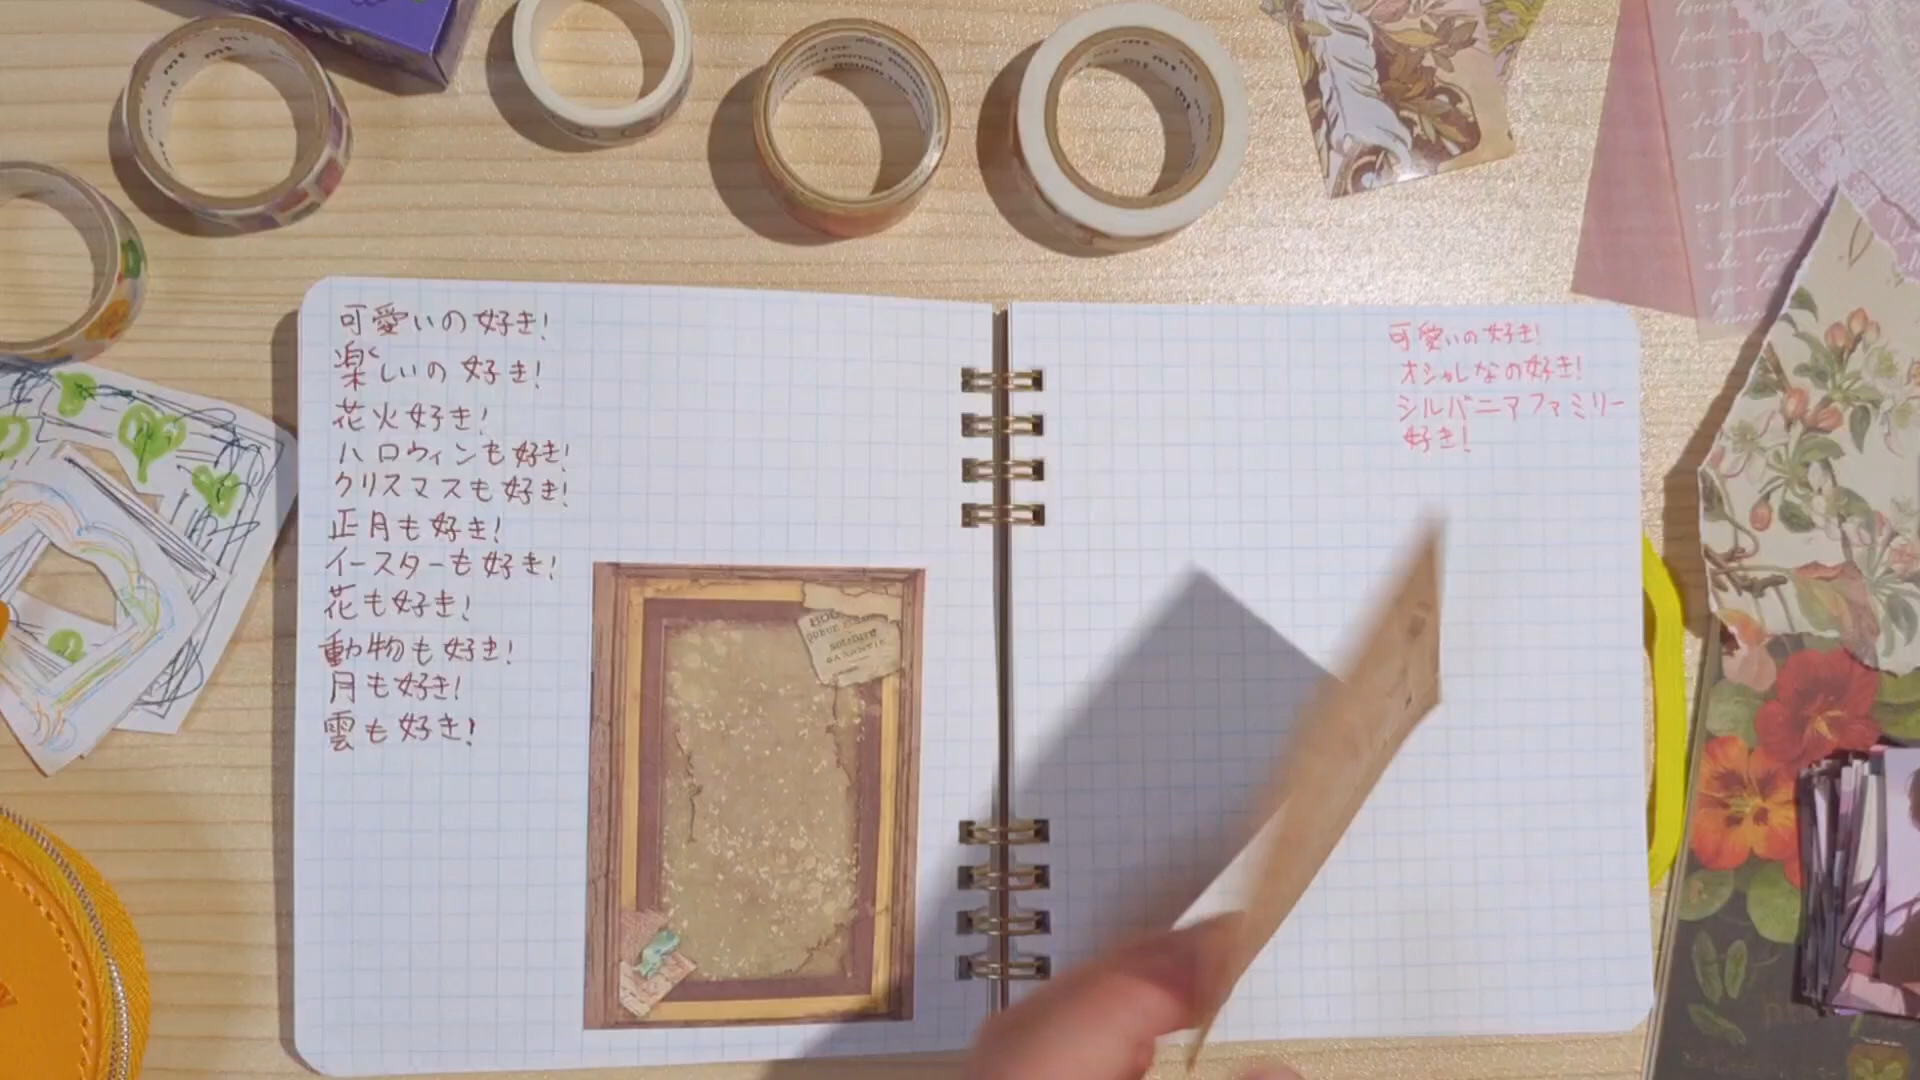 可愛いの好き!
楽しいの好き!
花火好き!
ハロウィンも好き!
クリスマスも好き!
正月も好き!
イースターも好き!
花も好き!
動物も好き!
月も好き!
雲も好き!
可愛いの好き!
オシャレなの好き!
シルバニアファミリー
好き!
mt mt
mt mt